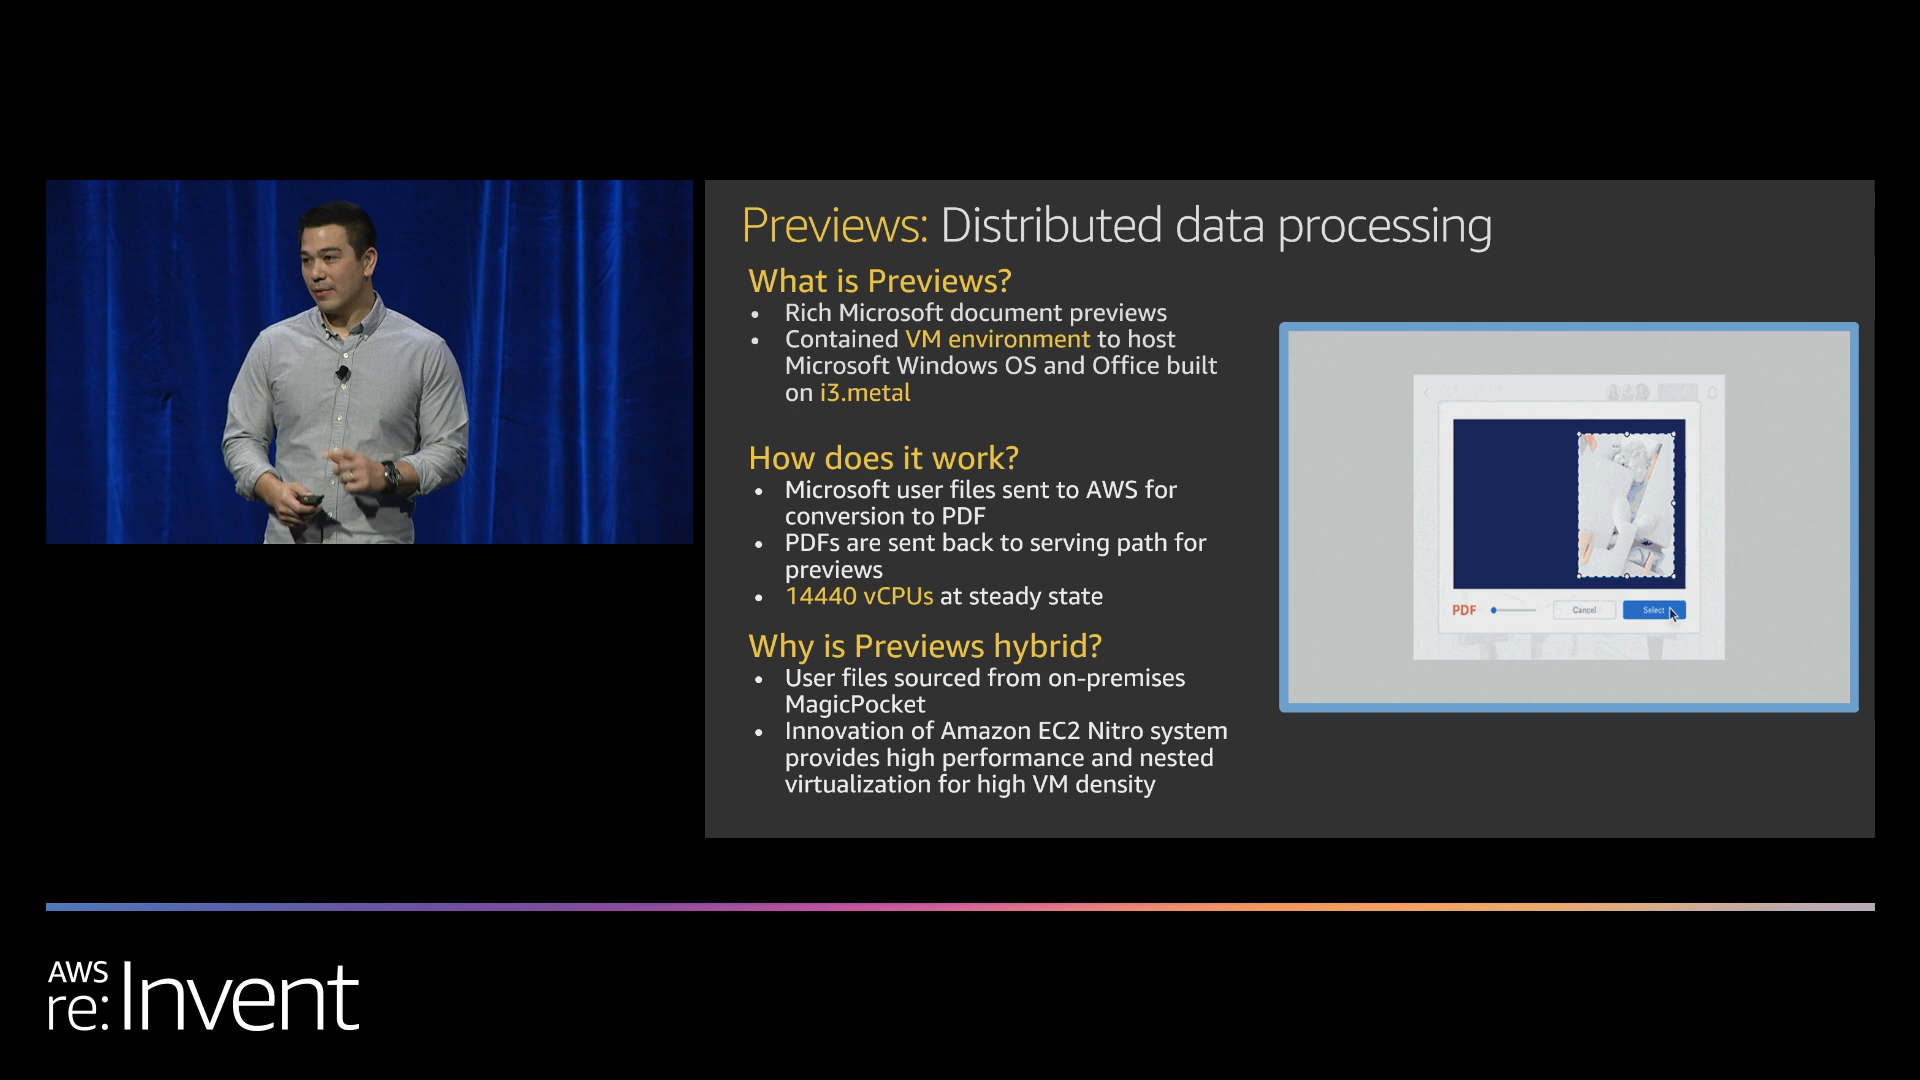 Previews: Distributed data processing
What is Previews?
• Rich Microsoft document previews
• Contained VM environment to host
Microsoft Windows OS and Office built
on i3.metal
How does it work?
• Microsoft user files sent to AWS for
conversion to PDF
• PDFs are sent back to serving path for
previews
• 14440 vCPUs at steady state
Why is Previews hybrid?
• User files sourced from on-premises
MagicPocket
• Innovation of Amazon EC2 Nitro system
provides high performance and nested
virtualization for high VM density
PDF
Cancel
Select
AWS
re:Invent